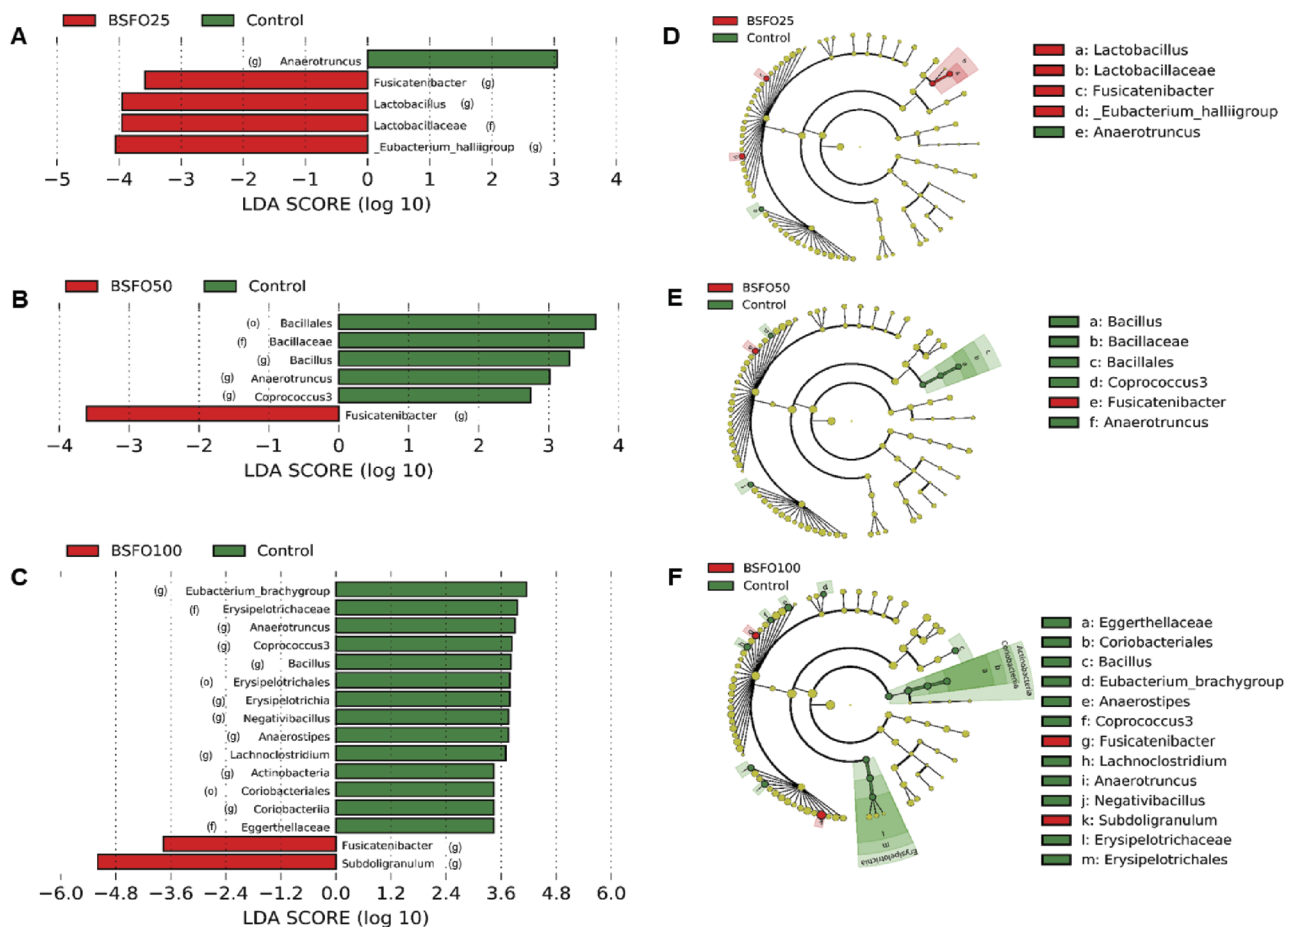 A
BSFO25 Control
(g) Anaerotruncus
Fusicatenibacter (g)
Lactobacillus (g)
Lactobacillaceae (f)
_Eubacterium_halliigroup (g)
−5 −4 −3 −2 −1 0 1 2 3 4
LDA SCORE (log 10)
D
BSFO25
Control
a: Lactobacillus
b: Lactobacillaceae
c: Fusicatenibacter
d: _Eubacterium_halliigroup
e: Anaerotruncus
B
BSFO50 Control
(o) Bacillales
(f) Bacillaceae
(g) Bacillus
(g) Anaerotruncus
(g) Coprococcus3
Fusicatenibacter (g)
−4 −3 −2 −1 0 1 2 3 4
LDA SCORE (log 10)
E
BSFO50
Control
a: Bacillus
b: Bacillaceae
c: Bacillales
d: Coprococcus3
e: Fusicatenibacter
f: Anaerotruncus
C
BSFO100 Control
(g) Eubacterium_brachygroup
(f) Erysipelotrichaceae
(g) Anaerotruncus
(g) Coprococcus3
(g) Bacillus
(o) Erysipelotrichales
(g) Erysipelotrichia
(g) Negativibacillus
(g) Anaerostipes
(g) Lachnoclostridium
(g) Actinobacteria
(o) Coriobacteriales
(g) Coriobacteriia
(f) Eggerthellaceae
Fusicatenibacter (g)
Subdoligranulum (g)
−6.0 −4.8 −3.6 −2.4 −1.2 0.0 1.2 2.4 3.6 4.8 6.0
LDA SCORE (log 10)
F
BSFO100
Control
Actinobacteria
Coriobacteriia
b
a
l
m
Erysipelotrichia
a: Eggerthellaceae
b: Coriobacteriales
c: Bacillus
d: Eubacterium_brachygroup
e: Anaerostipes
f: Coprococcus3
g: Fusicatenibacter
h: Lachnoclostridium
i: Anaerotruncus
j: Negativibacillus
k: Subdoligranulum
l: Erysipelotrichaceae
m: Erysipelotrichales